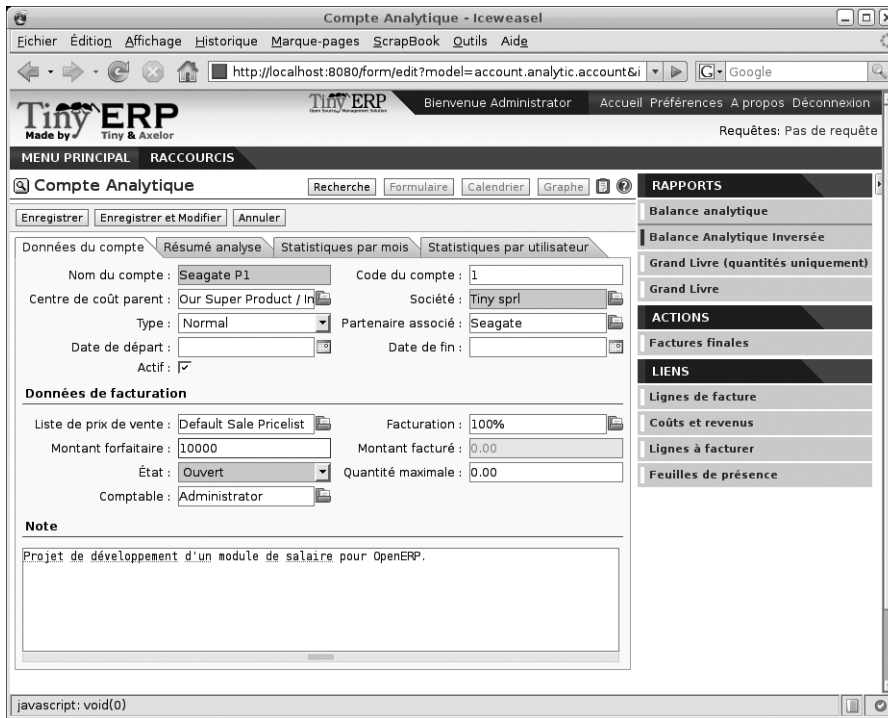 Compte Analytique - Iceweasel
Fichier Édition Affichage Historique Marque-pages ScrapBook Outils Aide
http://localhost:8080/form/edit?model=account.analytic.account&i G Google
Tiny ERP
Made by Tiny & Axelor
Tiny ERP
Open Source Management Solution
Bienvenue Administrator Accueil Préférences A propos Déconnexion
Requêtes: Pas de requête
MENU PRINCIPAL RACCOURCIS
Compte Analytique Recherche Formulaire Calendrier Graphe ?
Enregistrer Enregistrer et Modifier Annuler
Données du compte Résumé analyse Statistiques par mois Statistiques par utilisateur
Nom du compte : Seagate P1 Code du compte : 1
Centre de coût parent : Our Super Product / In Société : Tiny sprl
Type : Normal Partenaire associé : Seagate
Date de départ : Date de fin :
Actif :
Données de facturation
Liste de prix de vente : Default Sale Pricelist Facturation : 100%
Montant forfaitaire : 10000 Montant facturé : 0.00
État : Ouvert Quantité maximale : 0.00
Comptable : Administrator
Note
Projet de développement d'un module de salaire pour OpenERP.
RAPPORTS
Balance analytique
Balance Analytique Inversée
Grand Livre (quantités uniquement)
Grand Livre
ACTIONS
Factures finales
LIENS
Lignes de facture
Coûts et revenus
Lignes à facturer
Feuilles de présence
javascript: void(0)